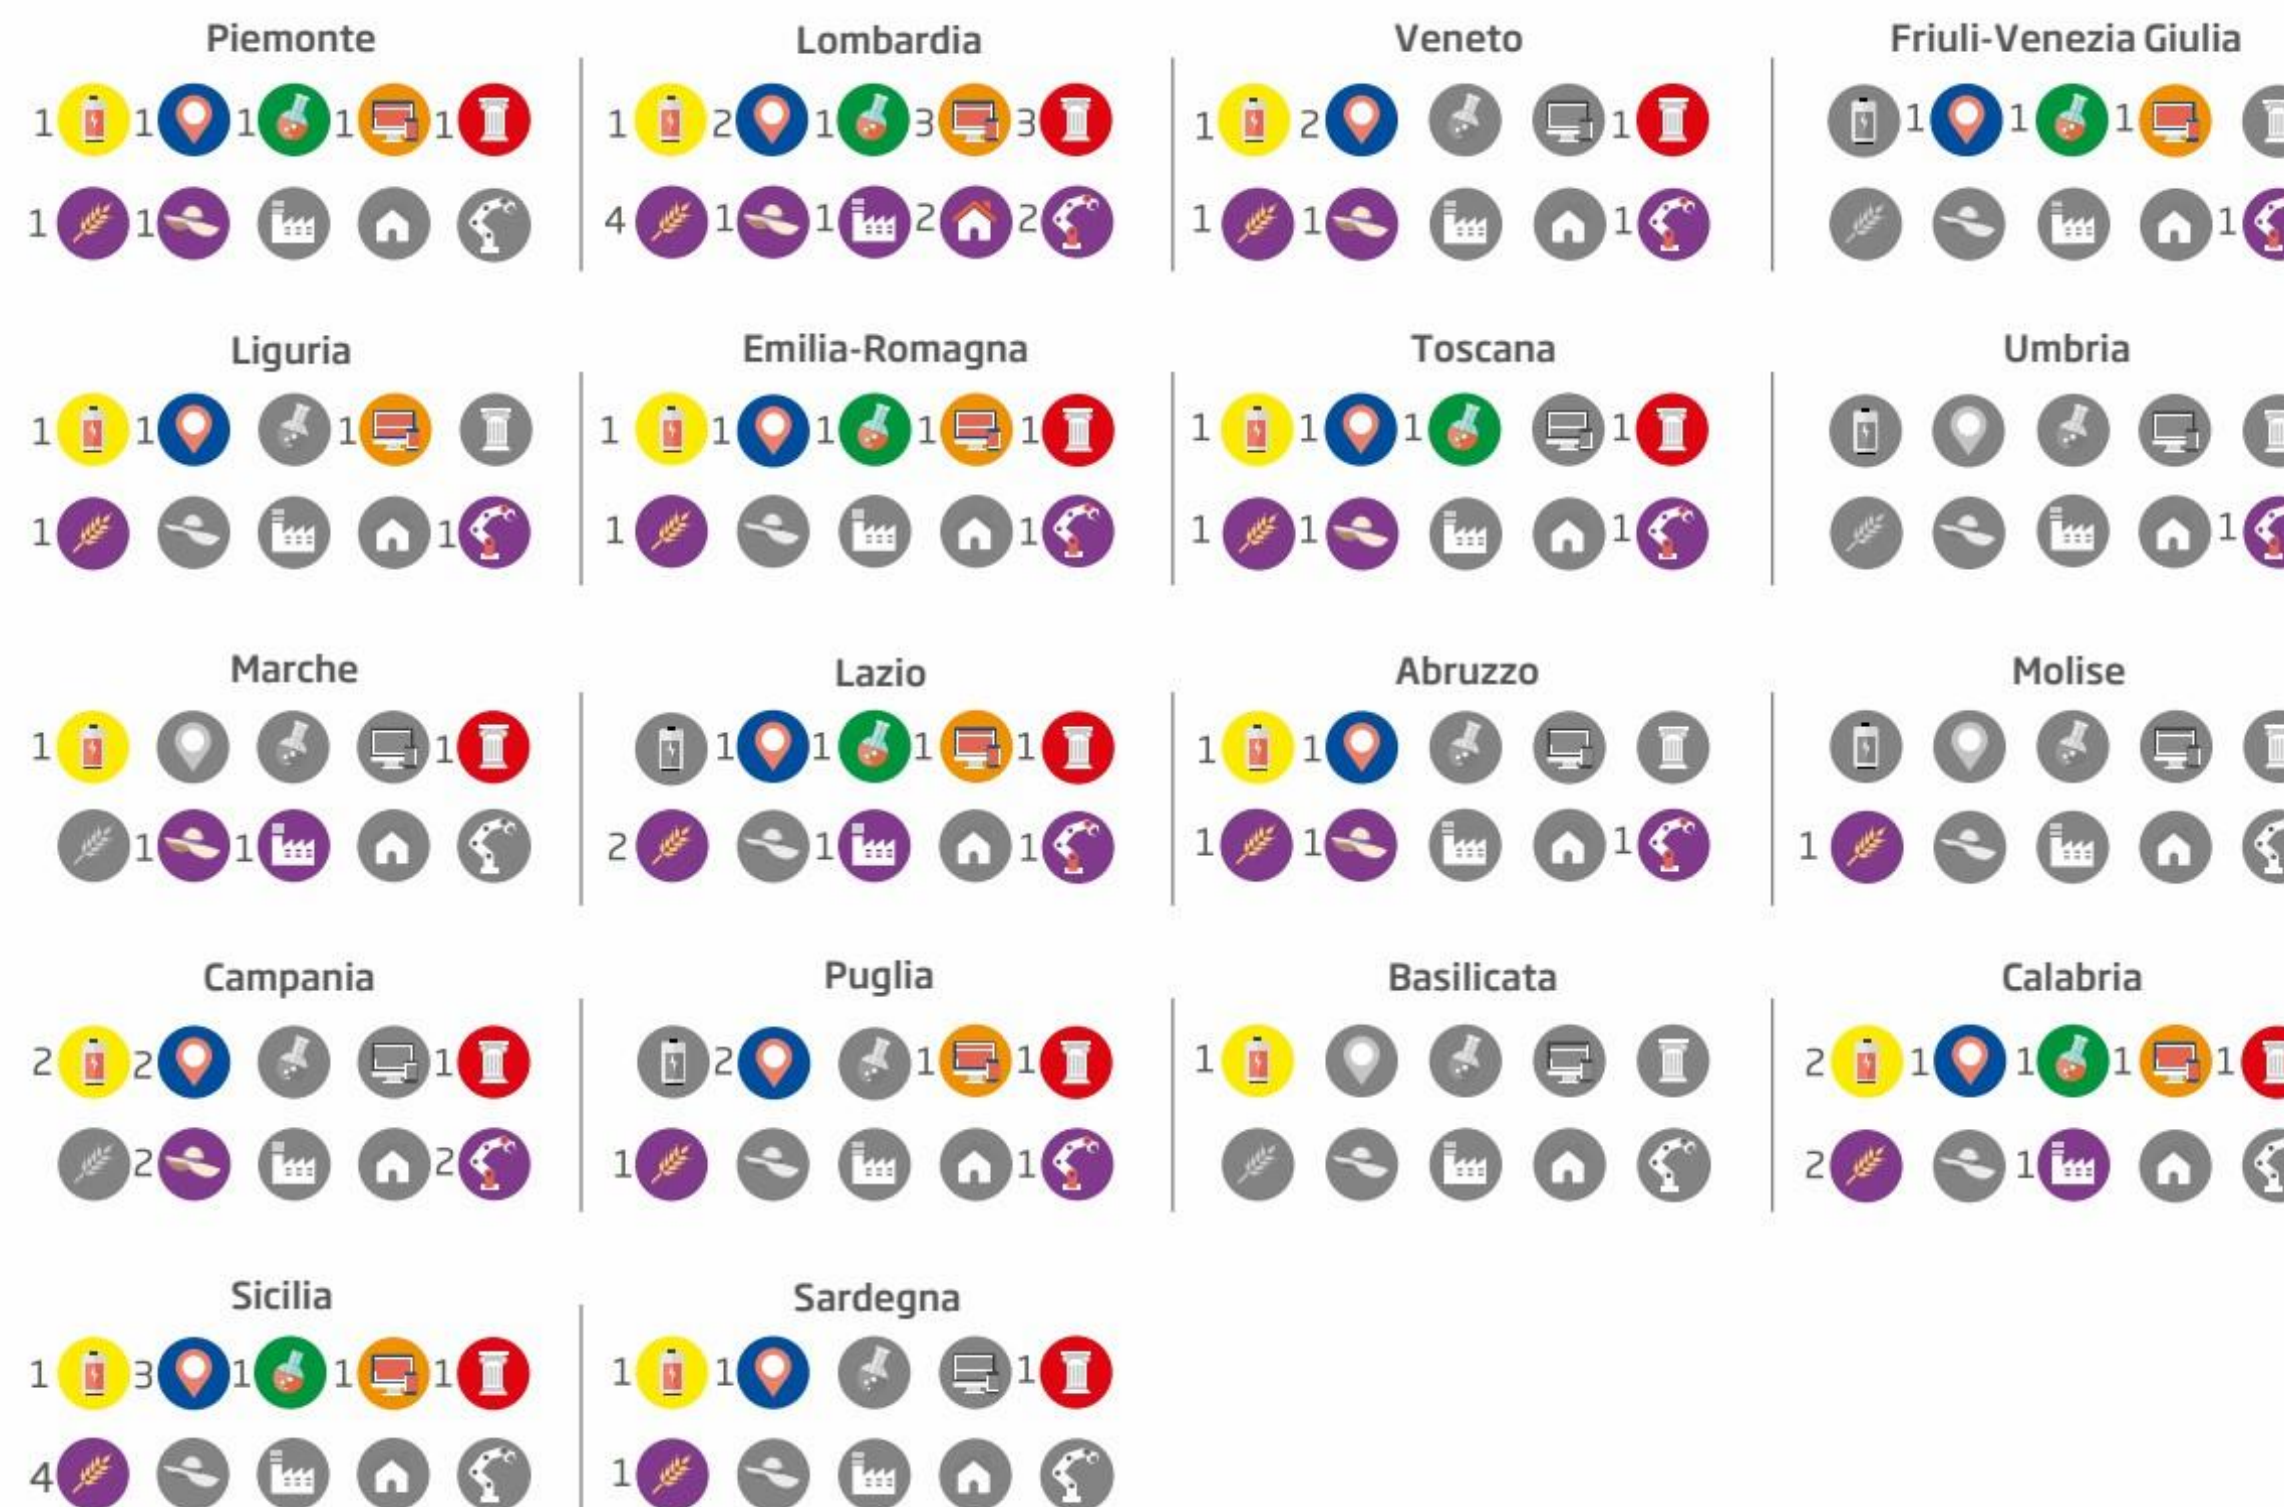 Piemonte Lombardia Veneto Friuli-Venezia Giulia
1 1 1 1 1 1 2 1 3 3 1 2 1 1 1 1
1 1 4 1 1 2 2 1 1 1 1
Liguria Emilia-Romagna Toscana Umbria
1 1 1 1 1 1 1 1 1 1 1 1
1 1 1 1 1 1 1 1
Marche Lazio Abruzzo Molise
1 1 1 1 1 1 1 1
1 1 2 1 1 1 1 1 1
Campania Puglia Basilicata Calabria
2 2 1 2 1 1 1 2 1 1 1 1
2 2 1 1 2 1
Sicilia Sardegna
1 3 1 1 1 1 1 1
4 1